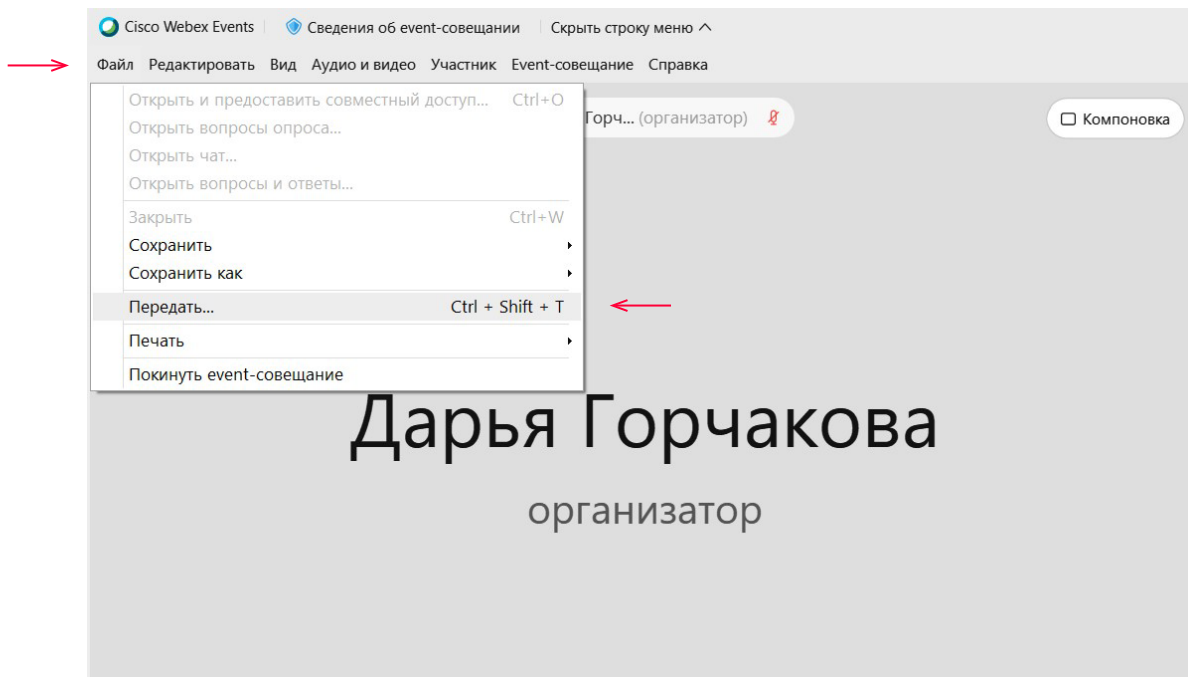 Cisco Webex Events Сведения об event-совещании Скрыть строку меню
Файл Редактировать Вид Аудио и видео Участник Event-совещание Справка
Открыть и предоставить совместный доступ... Ctrl+O
Горч... (организатор)
Компоновка
Открыть вопросы опроса...
Открыть чат...
Открыть вопросы и ответы...
Закрыть Ctrl+W
Сохранить
Сохранить как
Передать... Ctrl + Shift + T
Печать
Покинуть event-совещание
Дарья Горчакова
организатор